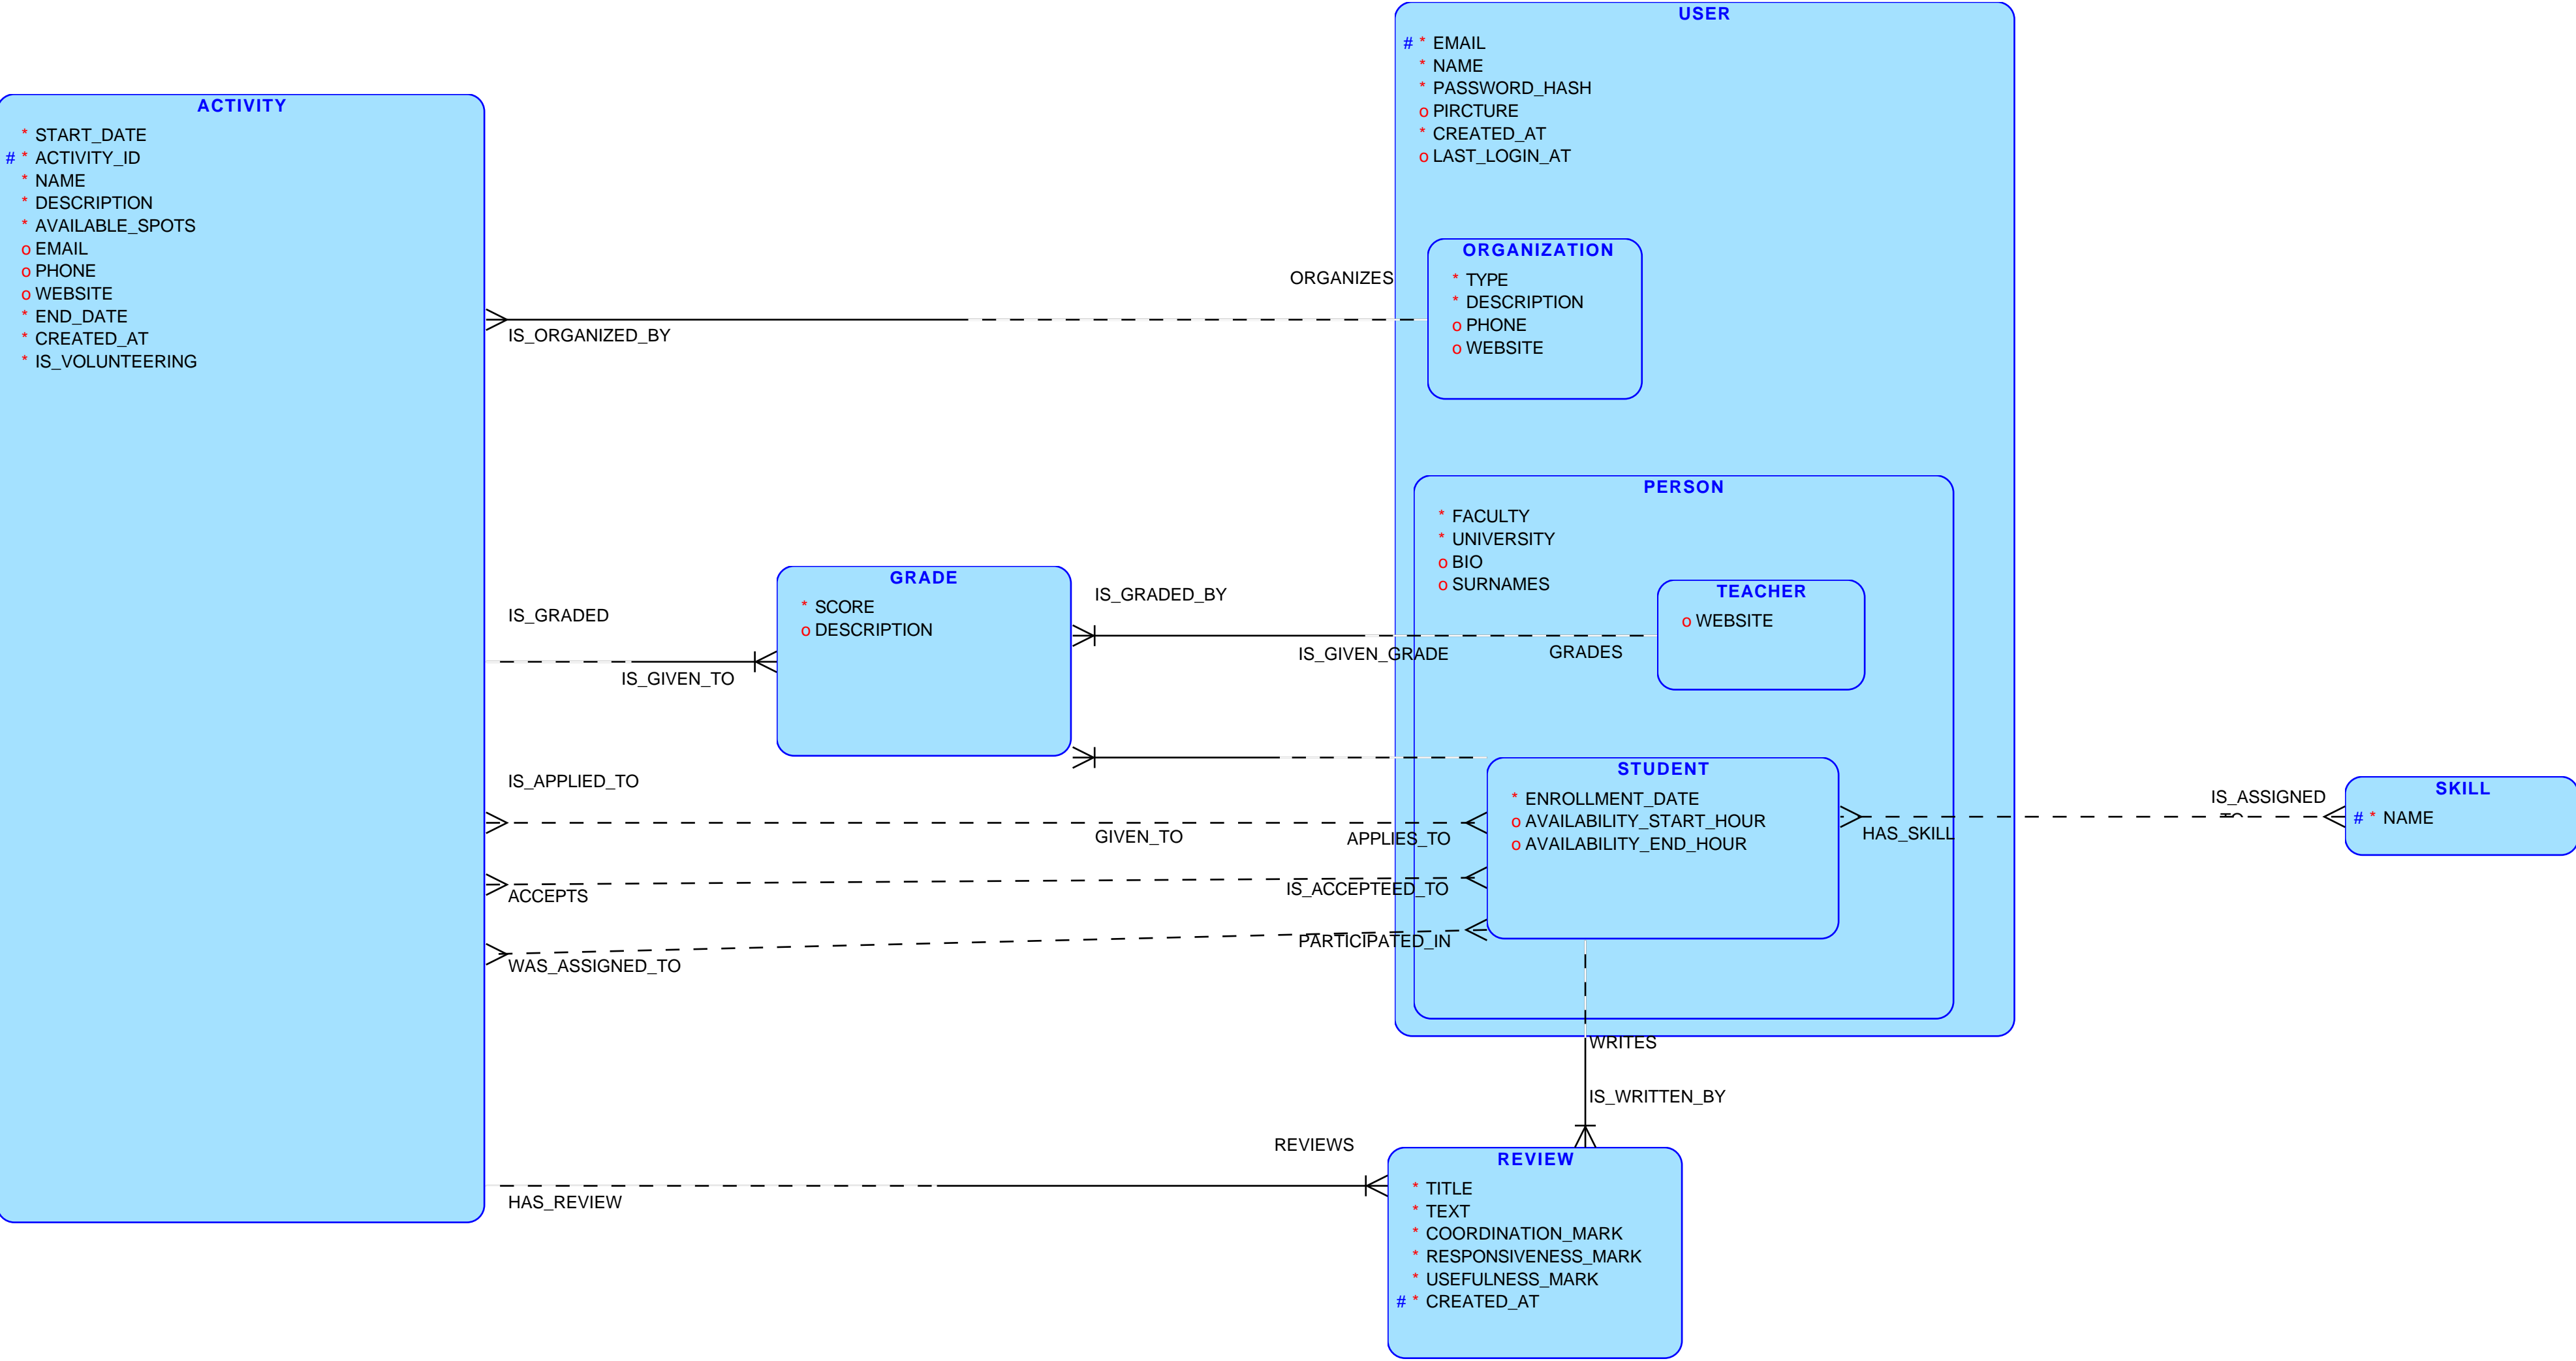 USER
# * EMAIL
* NAME
* PASSWORD_HASH
o PIRCTURE
* CREATED_AT
o LAST_LOGIN_AT
ACTIVITY
* START_DATE
# * ACTIVITY_ID
* NAME
* DESCRIPTION
* AVAILABLE_SPOTS
o EMAIL
o PHONE
o WEBSITE
* END_DATE
* CREATED_AT
* IS_VOLUNTEERING
ORGANIZATION
* TYPE
* DESCRIPTION
o PHONE
o WEBSITE
ORGANIZES
IS_ORGANIZED_BY
PERSON
* FACULTY
* UNIVERSITY
o BIO
o SURNAMES
TEACHER
o WEBSITE
GRADE
* SCORE
o DESCRIPTION
IS_GRADED_BY
IS_GRADED
IS_GIVEN_GRADE
GRADES
IS_GIVEN_TO
STUDENT
* ENROLLMENT_DATE
o AVAILABILITY_START_HOUR
o AVAILABILITY_END_HOUR
IS_APPLIED_TO
GIVEN_TO
APPLIES_TO
HAS_SKILL
IS_ASSIGNED
SKILL
# * NAME
ACCEPTS
IS_ACCEPTEED_TO
PARTICIPATED_IN
WAS_ASSIGNED_TO
WRITES
IS_WRITTEN_BY
REVIEWS
HAS_REVIEW
REVIEW
* TITLE
* TEXT
* COORDINATION_MARK
* RESPONSIVENESS_MARK
* USEFULNESS_MARK
# * CREATED_AT